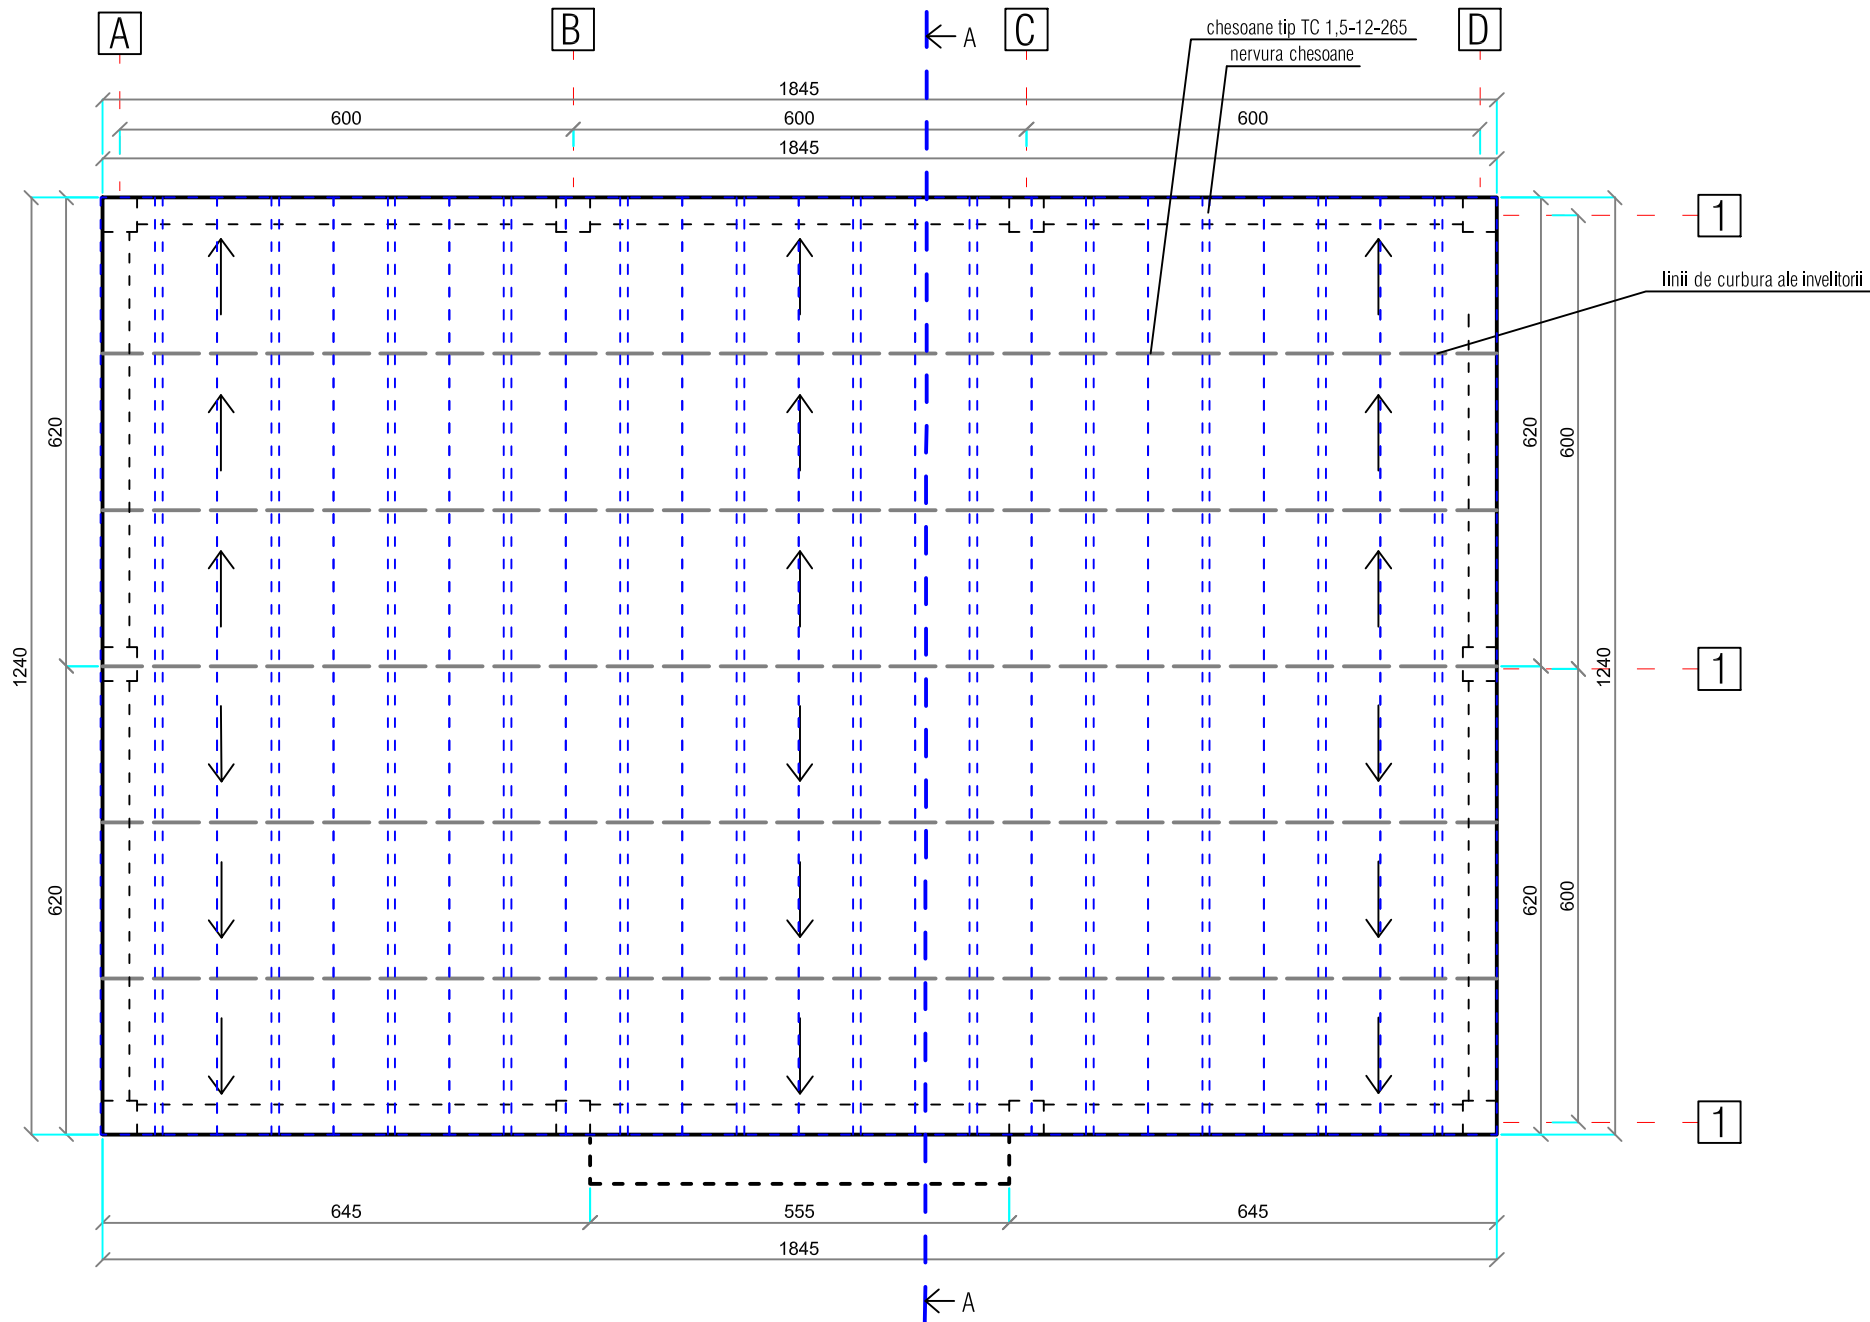 A
B
C
D
A
chesoane tip TC 1,5-12-265
nervura chesoane
1845
600
600
600
1845
1
linii de curbura ale invelitorii
620
620
600
1240
1240
1
620
620
600
1
645
555
645
1845
A